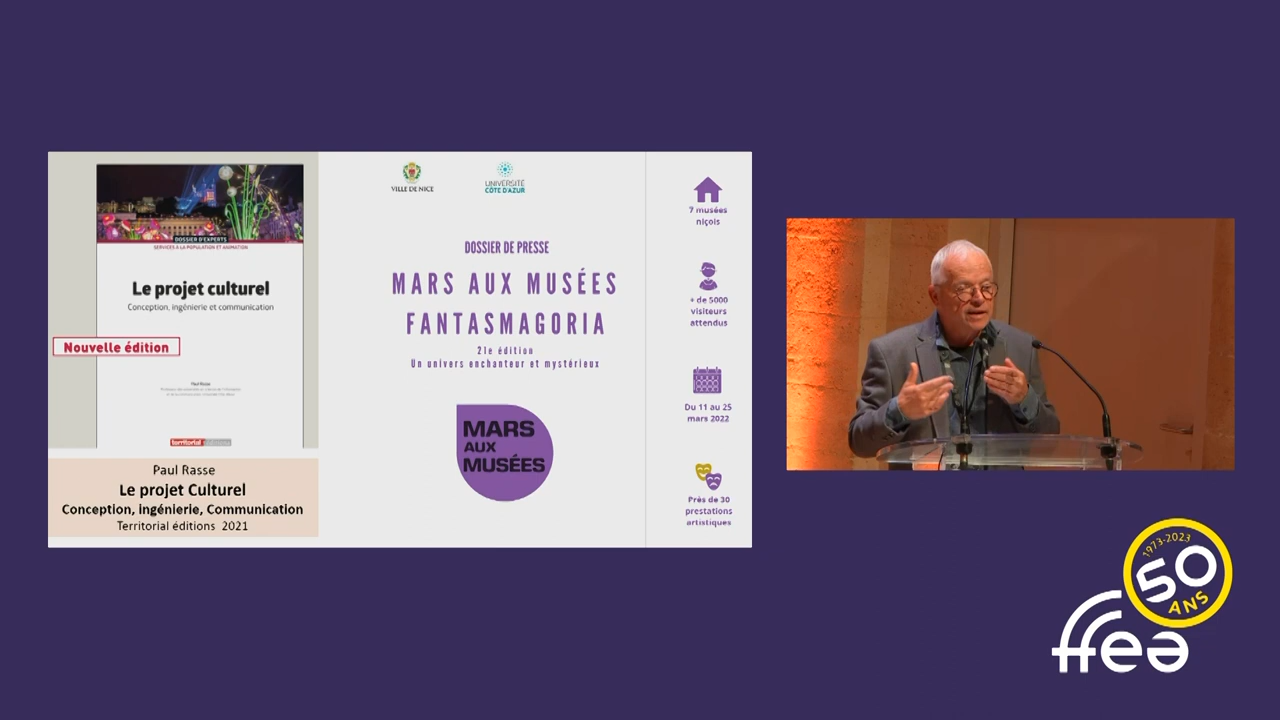 DOSSIER D'EXPERTS
SERVICES À LA POPULATION ET ANIMATION
Le projet culturel
Conception, ingénierie et communication
Nouvelle édition
Paul Rasse
territorial éditions
Paul Rasse
Le projet Culturel
Conception, ingénierie, Communication
Territorial éditions 2021
VILLE DE NICE
UNIVERSITÉ
CÔTE D'AZUR
DOSSIER DE PRESSE
MARS AUX MUSÉES
FANTASMAGORIA
21e édition
Un univers enchanteur et mystérieux
MARS
AUX
MUSÉES
7 musées
niçois
+ de 5000
visiteurs
attendus
Du 11 au 25
mars 2022
Près de 30
prestations
artistiques
1973-2023
50
ANS
ffea